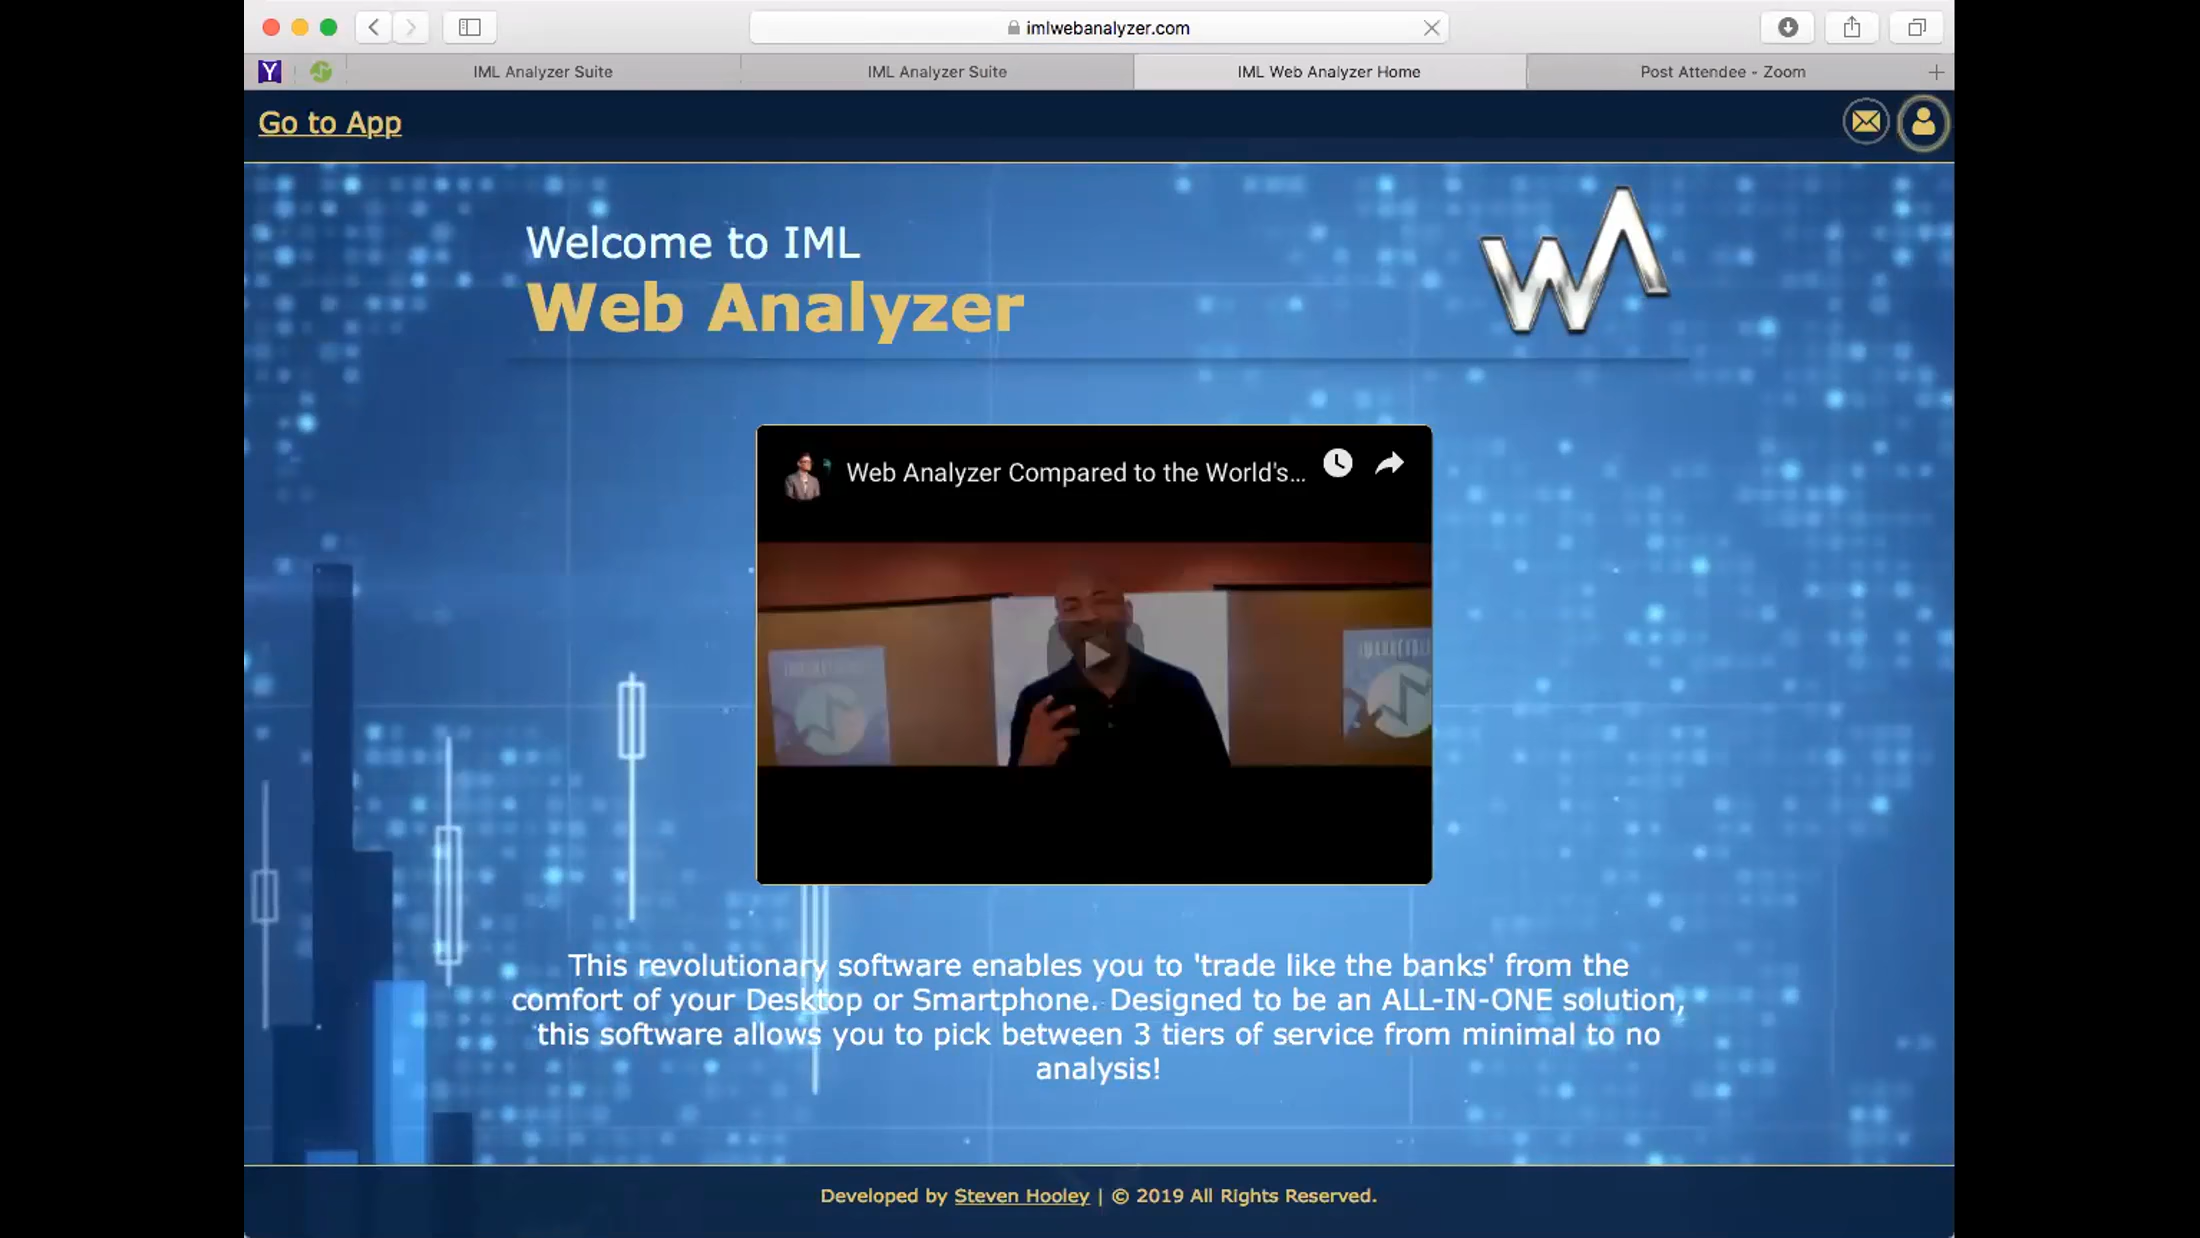 imlwebanalyzer.com
Y
IML Analyzer Suite
IML Analyzer Suite
IML Web Analyzer Home
Post Attendee - Zoom
Go to App
Welcome to IML
Web Analyzer
WA
Web Analyzer Compared to the World's...
This revolutionary software enables you to 'trade like the banks' from the
comfort of your Desktop or Smartphone. Designed to be an ALL-IN-ONE solution,
this software allows you to pick between 3 tiers of service from minimal to no
analysis!
Developed by Steven Hooley | © 2019 All Rights Reserved.